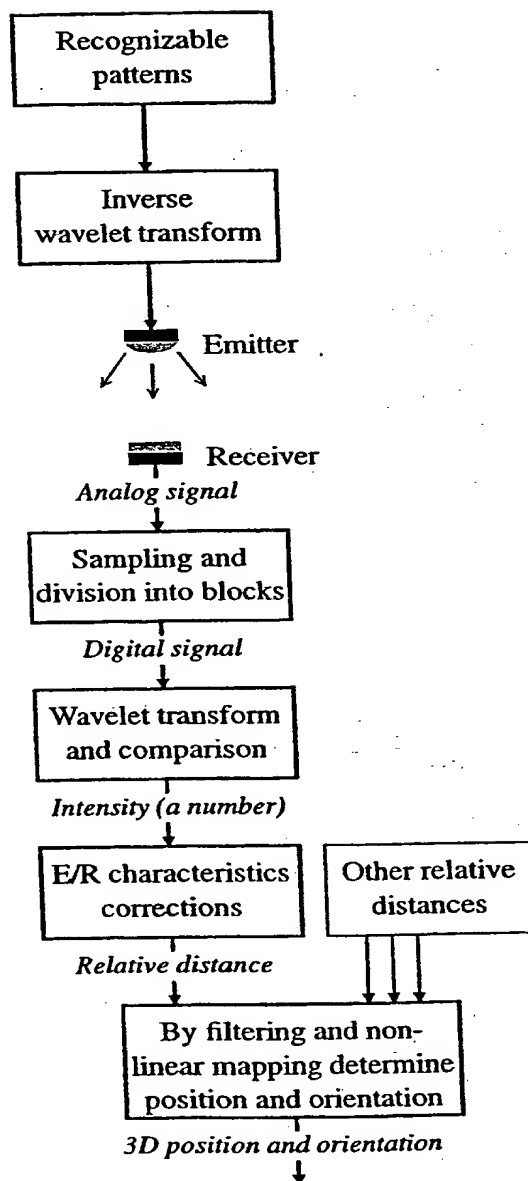 Recognizable
patterns
Inverse
wavelet transform
Emitter
Receiver
Analog signal
Sampling and
division into blocks
Digital signal
Wavelet transform
and comparison
Intensity (a number)
E/R characteristics
corrections
Other relative
distances
Relative distance
By filtering and non-
linear mapping determine
position and orientation
3D position and orientation